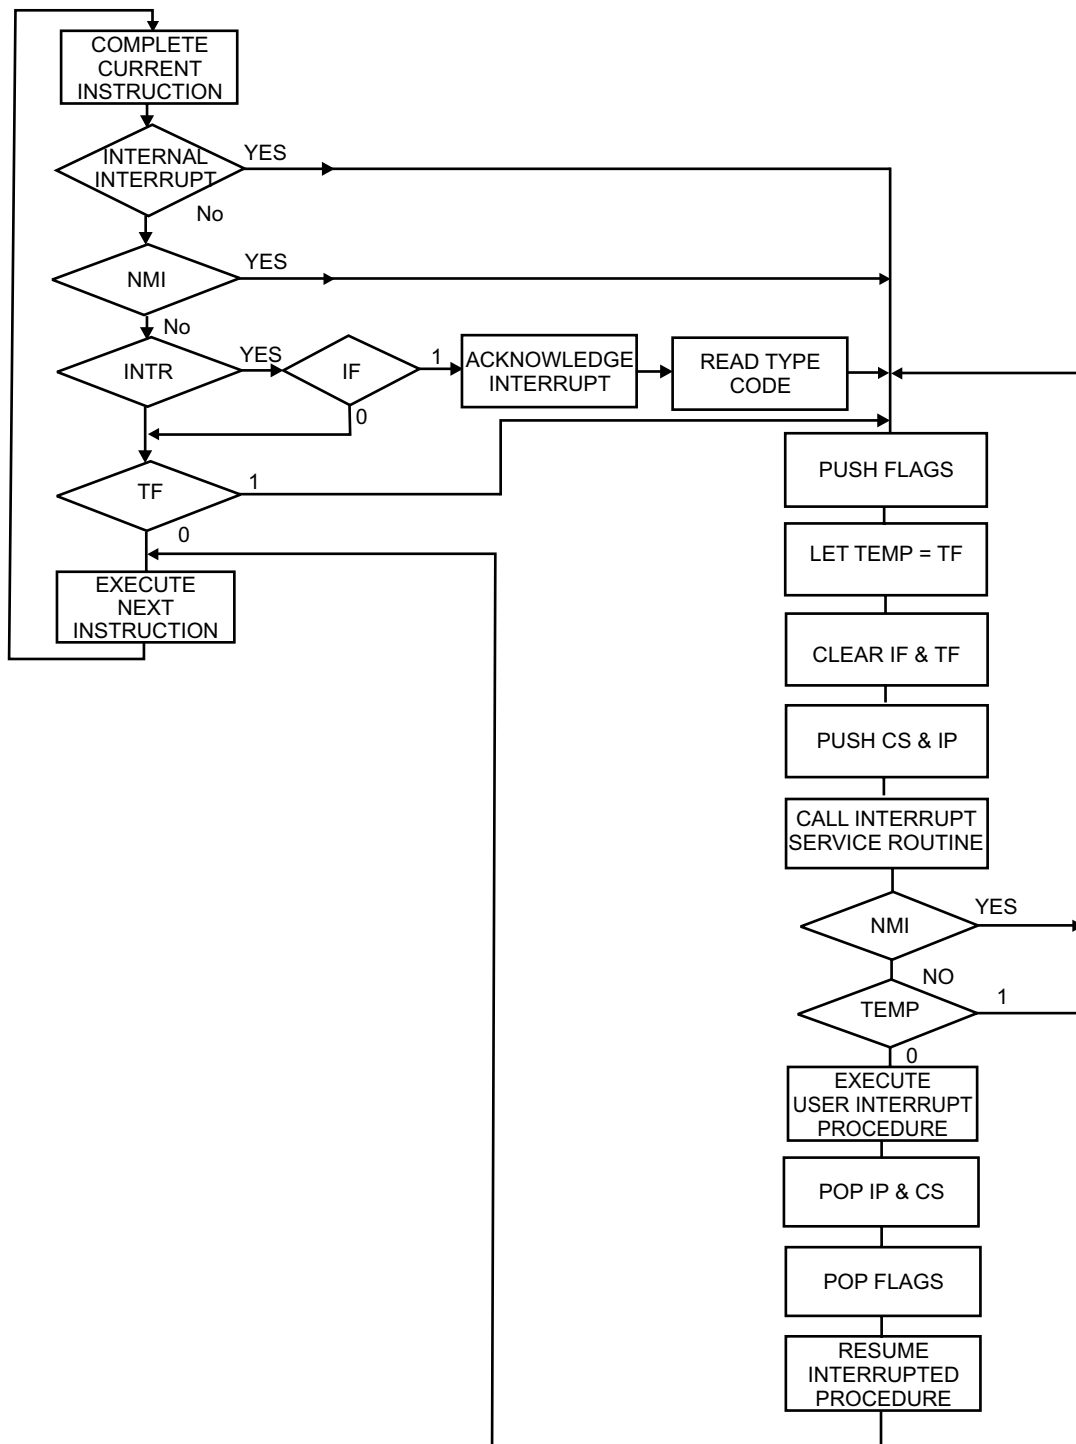 COMPLETE
CURRENT
INSTRUCTION
INTERNAL
INTERRUPT
YES
No
NMI
YES
No
INTR
YES
IF
1
ACKNOWLEDGE
INTERRUPT
READ TYPE
CODE
0
TF
1
0
EXECUTE
NEXT
INSTRUCTION
PUSH FLAGS
LET TEMP = TF
CLEAR IF & TF
PUSH CS & IP
CALL INTERRUPT
SERVICE ROUTINE
NMI
YES
NO
TEMP
1
0
EXECUTE
USER INTERRUPT
PROCEDURE
POP IP & CS
POP FLAGS
RESUME
INTERRUPTED
PROCEDURE